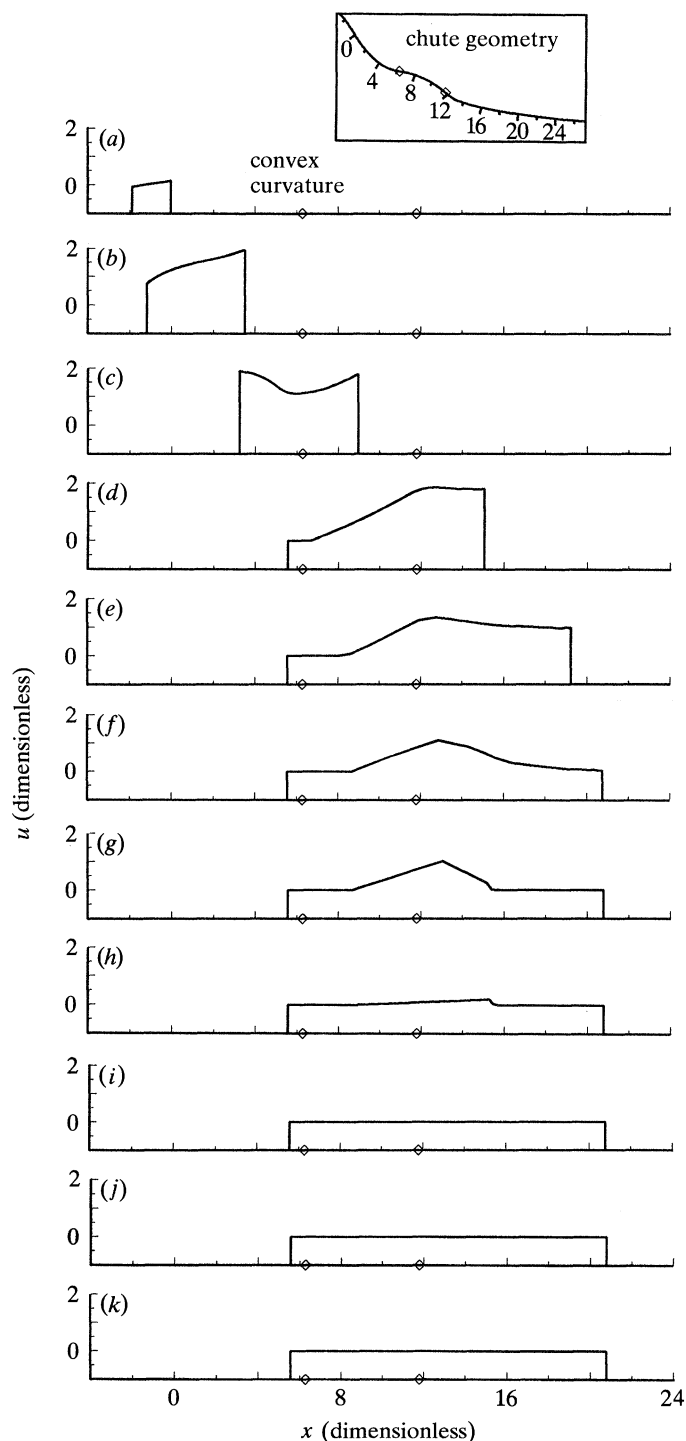 chute geometry
0
4
8
12
16
20
24
(a)
2
0
convex
curvature
(b)
2
0
(c)
2
0
(d)
2
0
(e)
2
0
(f)
2
0
(g)
2
0
(h)
2
0
(i)
2
0
(j)
2
0
(k)
2
0
u (dimensionless)
0 8 16 24
x (dimensionless)